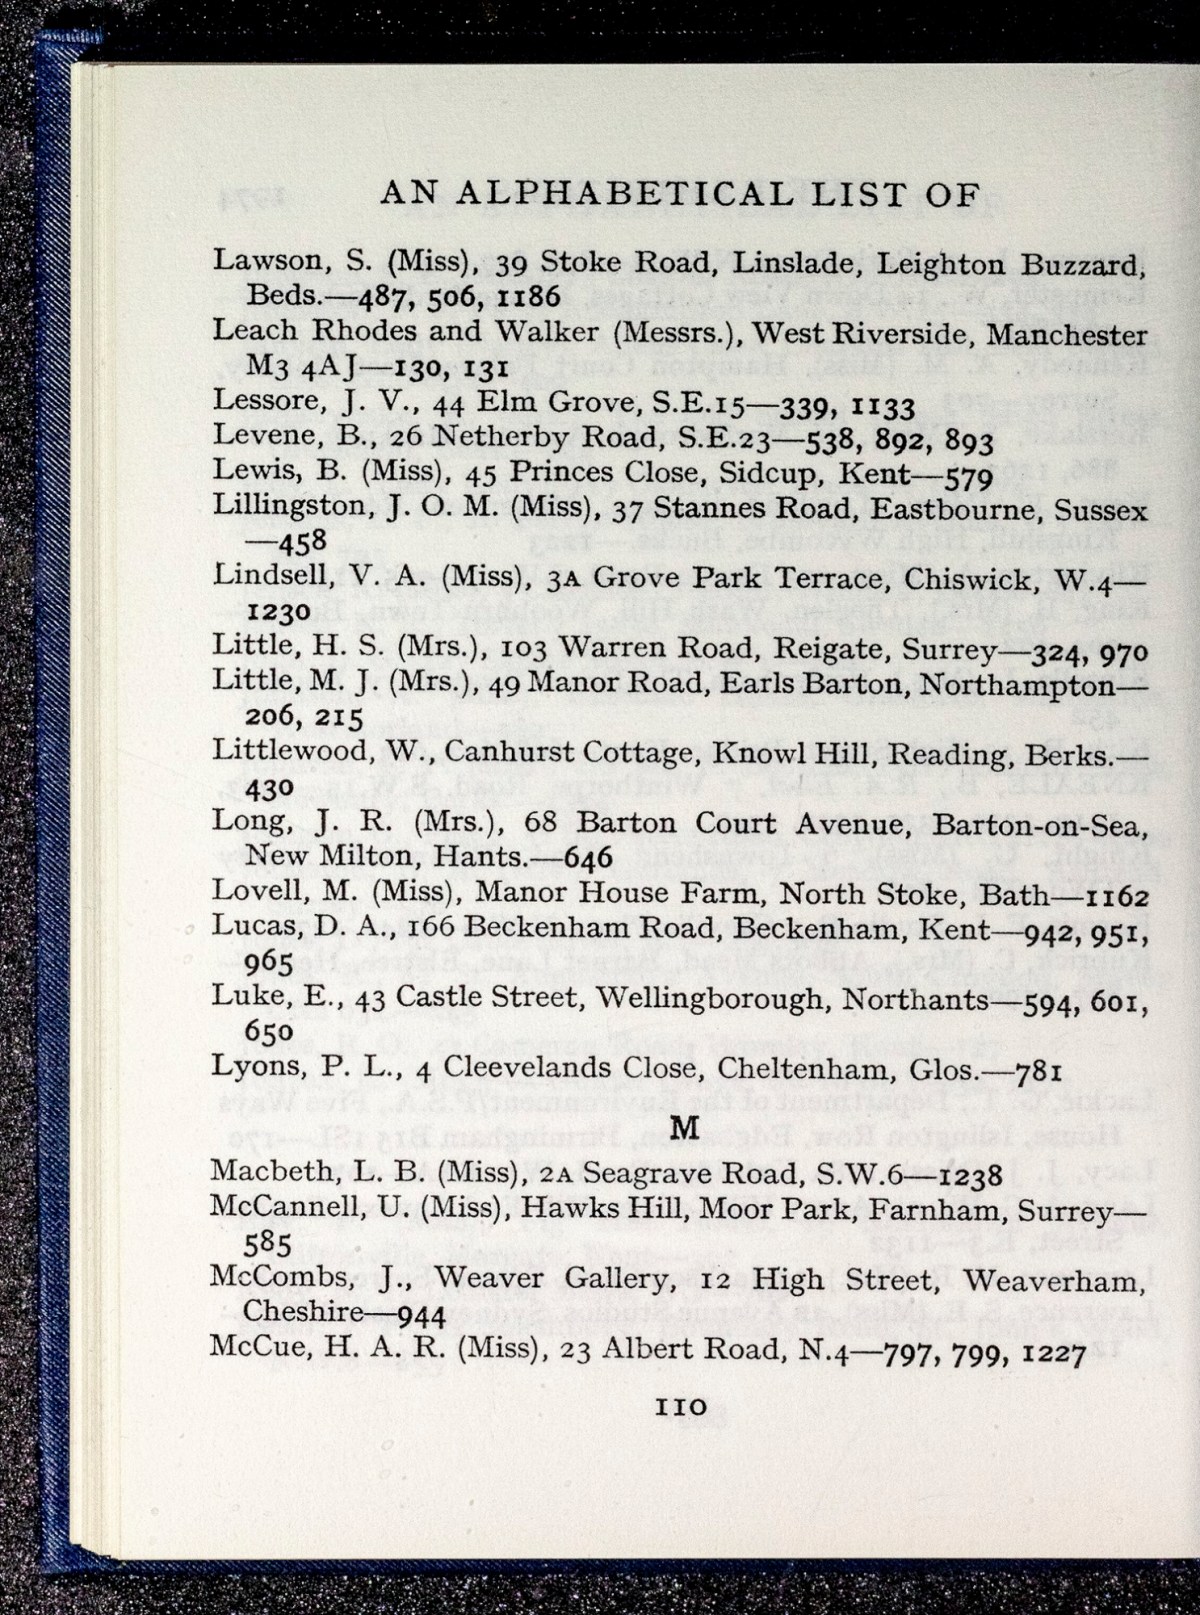 AN ALPHABETICAL LIST OF
Lawson, S. (Miss), 39 Stoke Road, Linslade, Leighton Buzzard,
Beds.—487, 506, 1186
Leach Rhodes and Walker (Messrs.), West Riverside, Manchester
M3 4AJ—130, 131
Lessore, J. V., 44 Elm Grove, S.E.15—339, 1133
Levene, B., 26 Netherby Road, S.E.23—538, 892, 893
Lewis, B. (Miss), 45 Princes Close, Sidcup, Kent—579
Lillingston, J. O. M. (Miss), 37 Stannes Road, Eastbourne, Sussex
—458
Lindsell, V. A. (Miss), 3A Grove Park Terrace, Chiswick, W.4—
1230
Little, H. S. (Mrs.), 103 Warren Road, Reigate, Surrey—324, 970
Little, M. J. (Mrs.), 49 Manor Road, Earls Barton, Northampton—
206, 215
Littlewood, W., Canhurst Cottage, Knowl Hill, Reading, Berks.—
430
Long, J. R. (Mrs.), 68 Barton Court Avenue, Barton-on-Sea,
New Milton, Hants.—646
Lovell, M. (Miss), Manor House Farm, North Stoke, Bath—1162
Lucas, D. A., 166 Beckenham Road, Beckenham, Kent—942, 951,
965
Luke, E., 43 Castle Street, Wellingborough, Northants—594, 601,
650
Lyons, P. L., 4 Cleevelands Close, Cheltenham, Glos.—781
M
Macbeth, L. B. (Miss), 2A Seagrave Road, S.W.6—1238
McCannell, U. (Miss), Hawks Hill, Moor Park, Farnham, Surrey—
585
McCombs, J., Weaver Gallery, 12 High Street, Weaverham,
Cheshire—944
McCue, H. A. R. (Miss), 23 Albert Road, N.4—797, 799, 1227
110